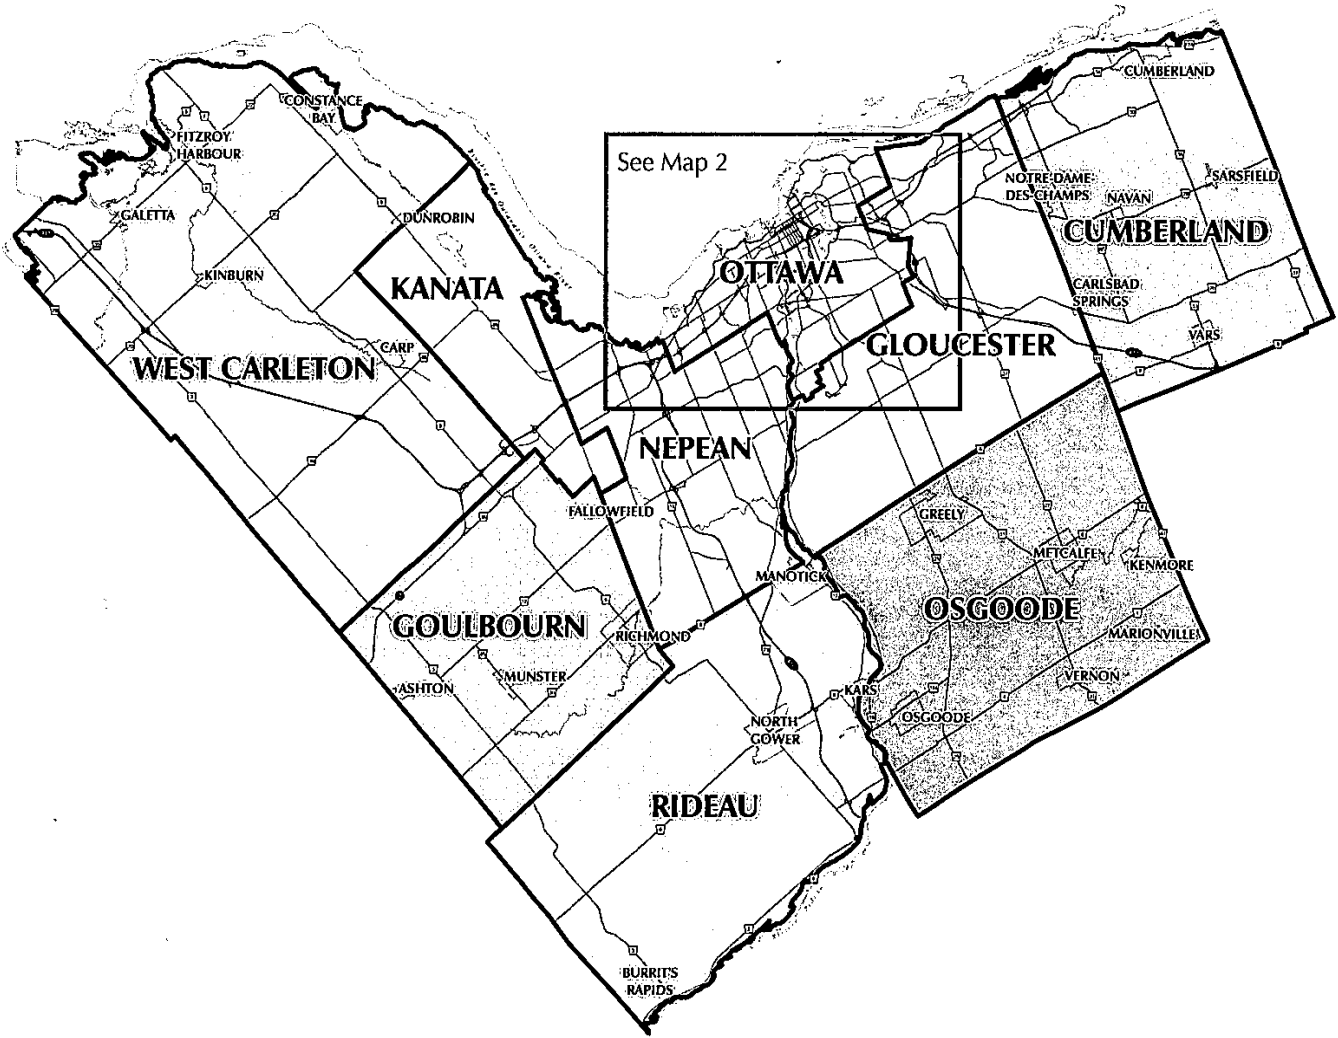 CUMBERLAND
CONSTANCE
BAY
FITZROY
HARBOUR
See Map 2
NOTRE-DAME-
DES-CHAMPS
SARSFIELD
NAVAN
GALETTA
DUNROBIN
CUMBERLAND
KINBURN
KANATA
OTTAWA
CARLSBAD
SPRINGS
VARS
CARP
GLOUCESTER
WEST CARLETON
NEPEAN
FALLOWFIELD
GREELY
METCALFE
KENMORE
MANOTICK
OSGOODE
GOULBOURN
RICHMOND
MARIONVILLE
MUNSTER
ASHTON
VERNON
KARS
OSGOODE
NORTH
GOWER
RIDEAU
BURRIT'S
RAPIDS